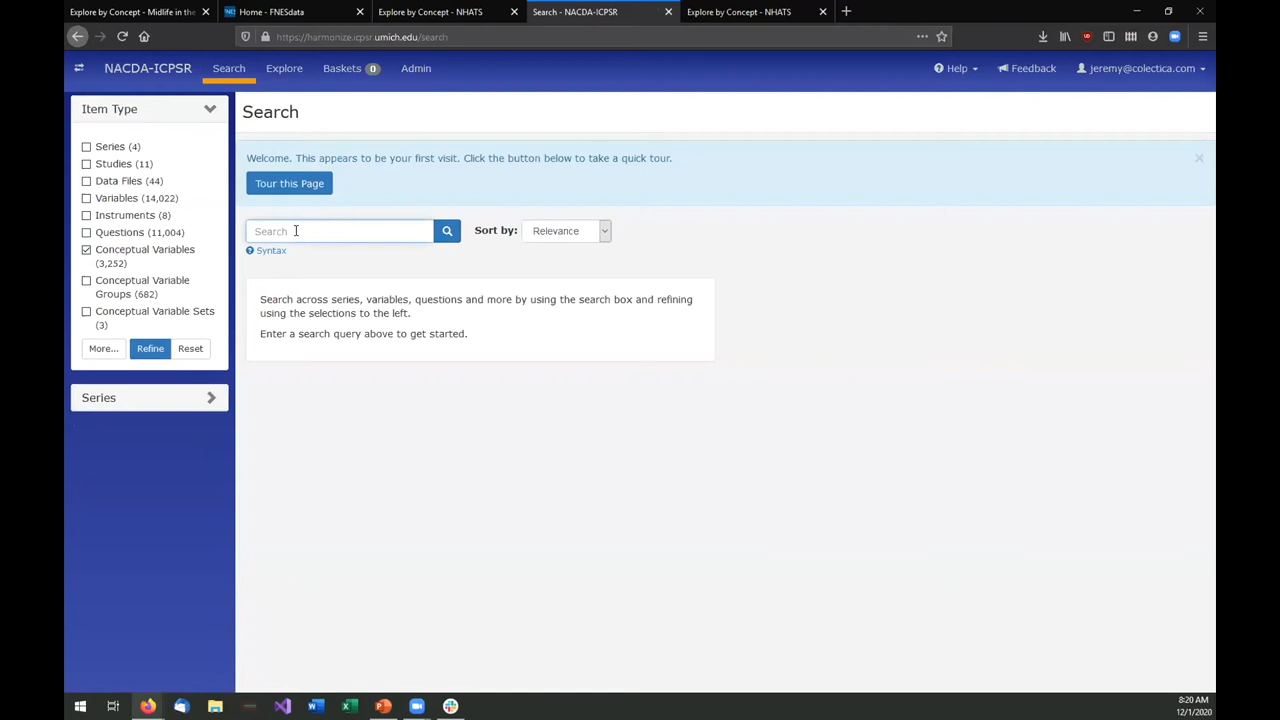 Explore by Concept - Midlife in the
Home - FNESdata
Explore by Concept - NHATS
Search - NACDA-ICPSR
Explore by Concept - NHATS
https://harmonize.icpsr.umich.edu/search
NACDA-ICPSR
Search
Explore
Baskets 0
Admin
Help
Feedback
jeremy@colectica.com
Item Type
Series (4)
Studies (11)
Data Files (44)
Variables (14,022)
Instruments (8)
Questions (11,004)
Conceptual Variables
(3,252)
Conceptual Variable
Groups (682)
Conceptual Variable Sets
(3)
More...
Refine
Reset
Series
Search
Welcome. This appears to be your first visit. Click the button below to take a quick tour.
Tour this Page
Search
Sort by:
Relevance
Syntax
Search across series, variables, questions and more by using the search box and refining
using the selections to the left.
Enter a search query above to get started.
8:20 AM
12/1/2020